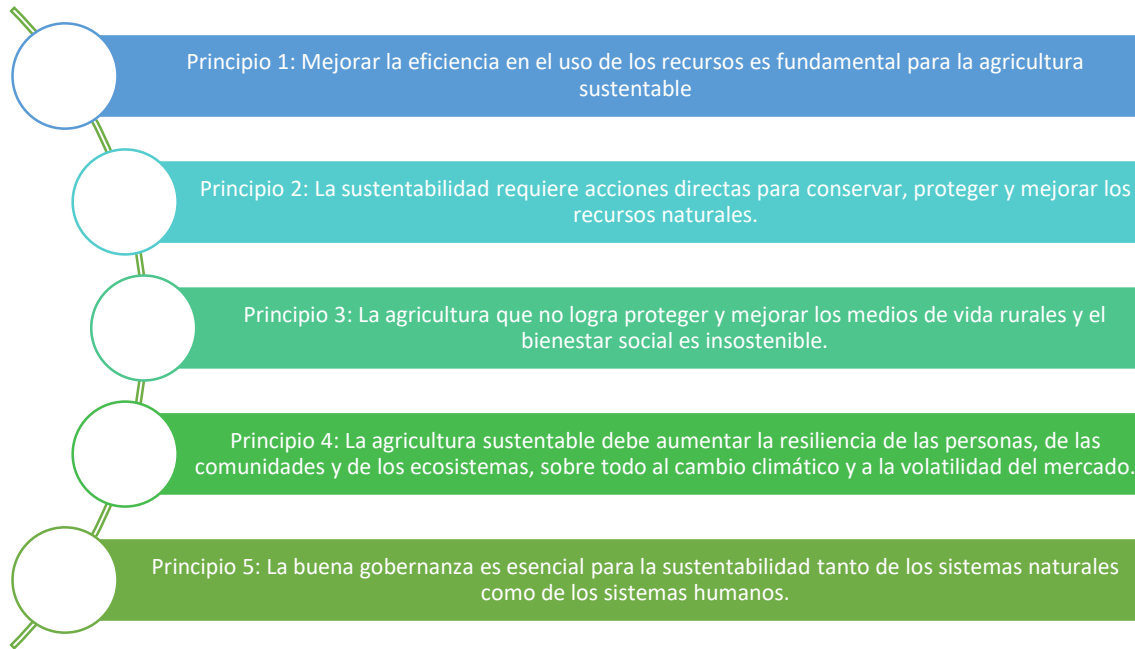 Principio 1: Mejorar la eficiencia en el uso de los recursos es fundamental para la agricultura
sustentable
Principio 2: La sustentabilidad requiere acciones directas para conservar, proteger y mejorar los
recursos naturales.
Principio 3: La agricultura que no logra proteger y mejorar los medios de vida rurales y el
bienestar social es insostenible.
Principio 4: La agricultura sustentable debe aumentar la resiliencia de las personas, de las
comunidades y de los ecosistemas, sobre todo al cambio climático y a la volatilidad del mercado.
Principio 5: La buena gobernanza es esencial para la sustentabilidad tanto de los sistemas naturales
como de los sistemas humanos.